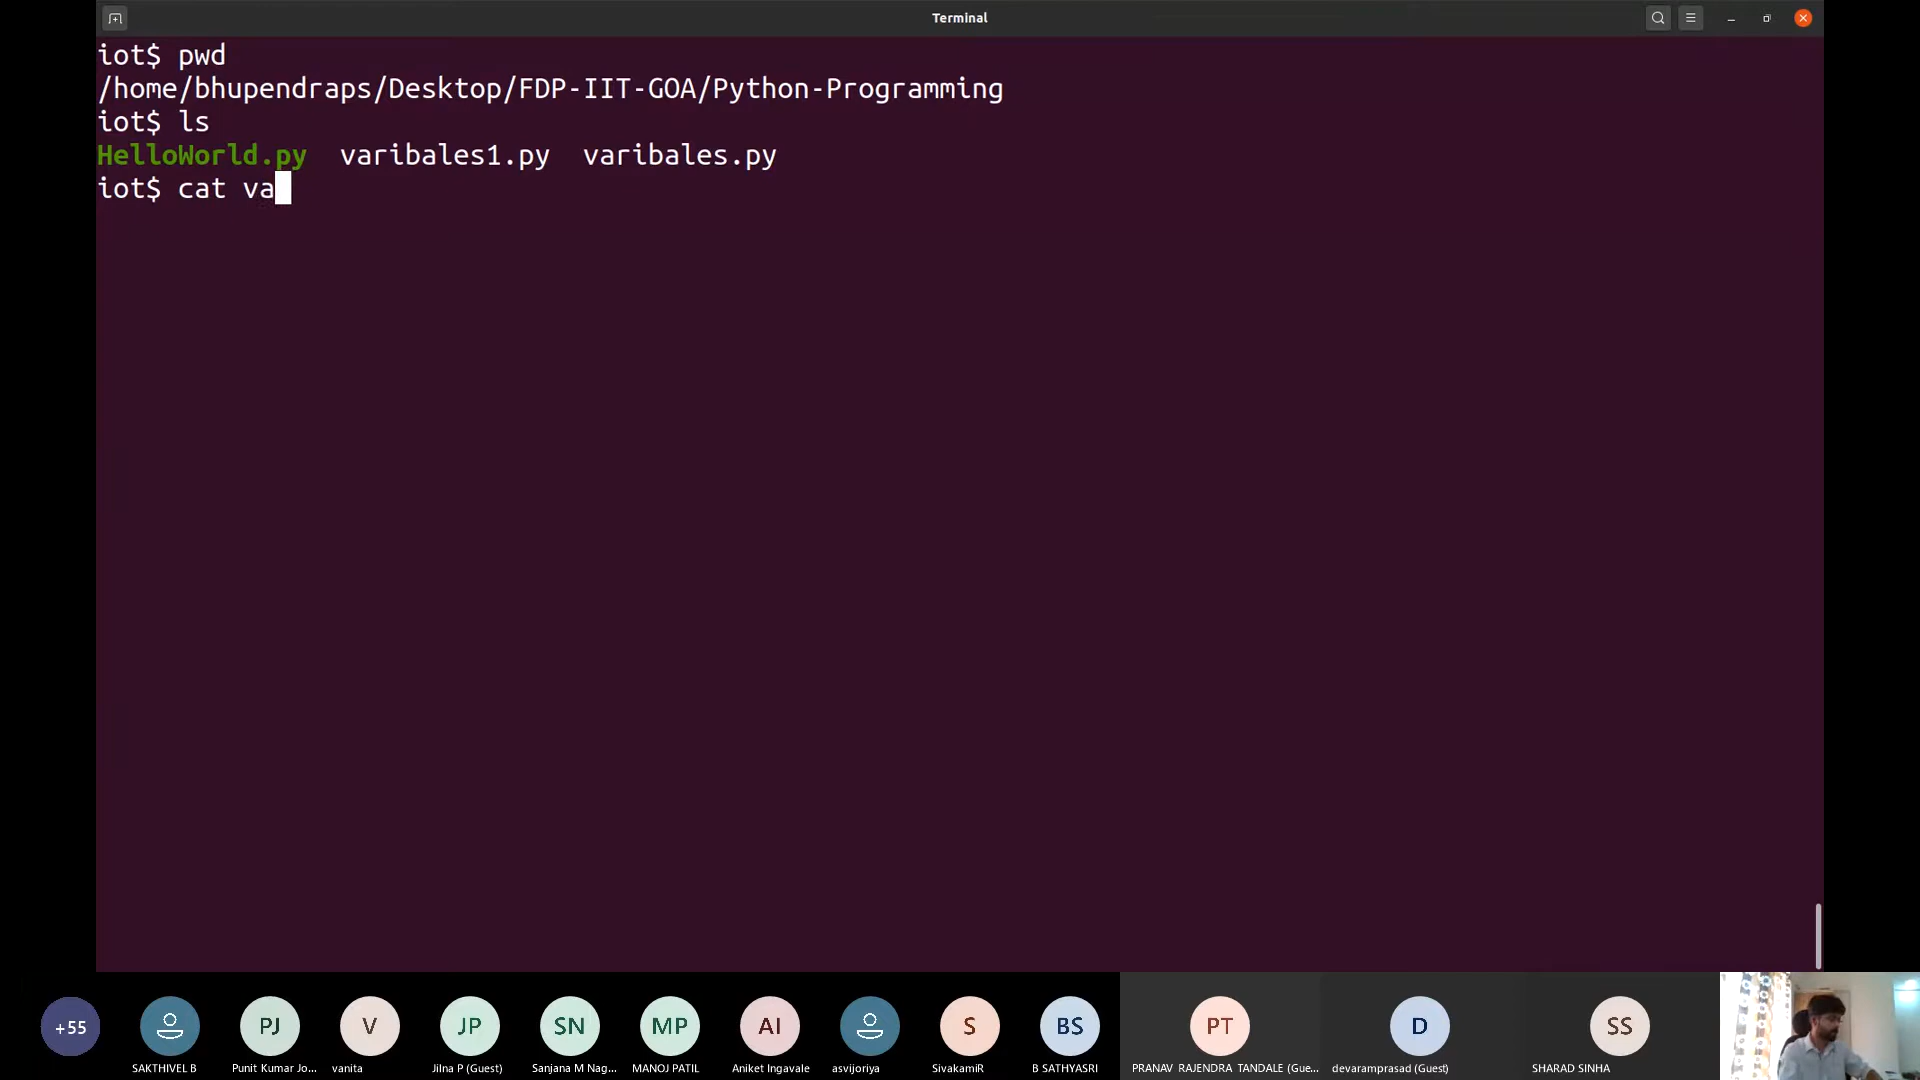 Terminal
iot$ pwd
/home/bhupendraps/Desktop/FDP-IIT-GOA/Python-Programming
iot$ ls
HelloWorld.py varibales1.py varibales.py
iot$ cat va
+55 PJ V JP SN MP AI S BS PT D SS
SAKTHIVEL B Punit Kumar Jo... vanita Jilna P (Guest) Sanjana M Nag... MANOJ PATIL Aniket Ingavale asvijoriya SivakamiR B SATHYASRI PRANAV RAJENDRA TANDALE (Gue... devaramprasad (Guest) SHARAD SINHA